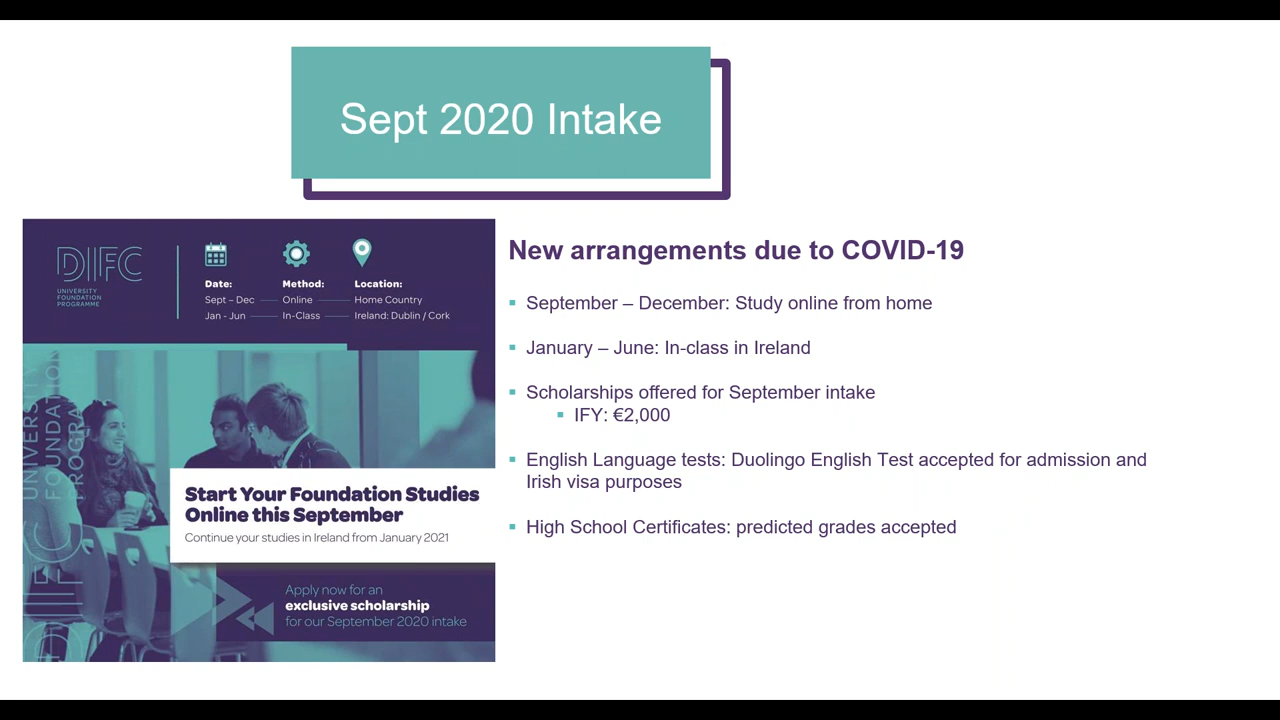 Sept 2020 Intake
DIFC
UNIVERSITY
FOUNDATION
PROGRAMME
Date:
Method:
Location:
Sept – Dec
Online
Home Country
Jan - Jun
In-Class
Ireland: Dublin / Cork
UNIVERSI
FOUNDATION
PROGRA
DIFC
Start Your Foundation Studies
Online this September
Continue your studies in Ireland from January 2021
Apply now for an
exclusive scholarship
for our September 2020 intake
New arrangements due to COVID-19
September – December: Study online from home
January – June: In-class in Ireland
Scholarships offered for September intake
IFY: €2,000
English Language tests: Duolingo English Test accepted for admission and
Irish visa purposes
High School Certificates: predicted grades accepted